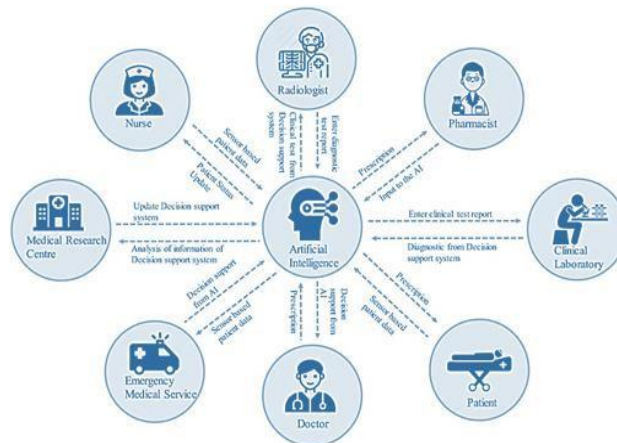 Radiologist
Nurse
Pharmacist
Sensor based
patient data
Patient Status
Update
Clinical test from
Decision support
system
Enter diagnostic
test report
Prescription
Input to the AI
Medical Research
Centre
Update Decision support
system
Analysis of information of
Decision support system
Artificial
Intelligence
Enter clinical test report
Diagnostic from Decision
support system
Clinical
Laboratory
Decision support
from AI
Sensor based
patient data
Prescription
Decision
support from
AI
Prescription
Sensor based
patient data
Emergency
Medical Service
Doctor
Patient